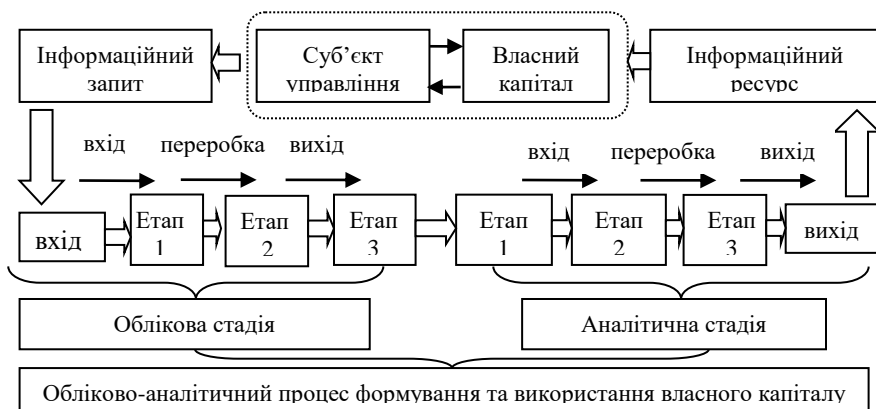 Інформаційний
запит
Суб’єкт
управління
Власний
капітал
Інформаційний
ресурс
вхід
переробка
вихід
вхід
переробка
вихід
вхід
Етап
1
Етап
2
Етап
3
Етап
1
Етап
2
Етап
3
вихід
Облікова стадія
Аналітична стадія
Обліково-аналітичний процес формування та використання власного капіталу